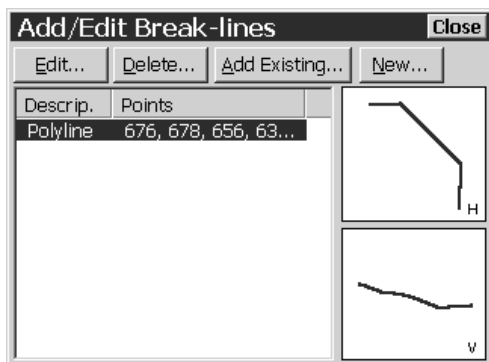 Add/Edit Break-lines Close
Edit... Delete... Add Existing... New...
Descrip. Points
Polyline 676, 678, 656, 63...
H
V